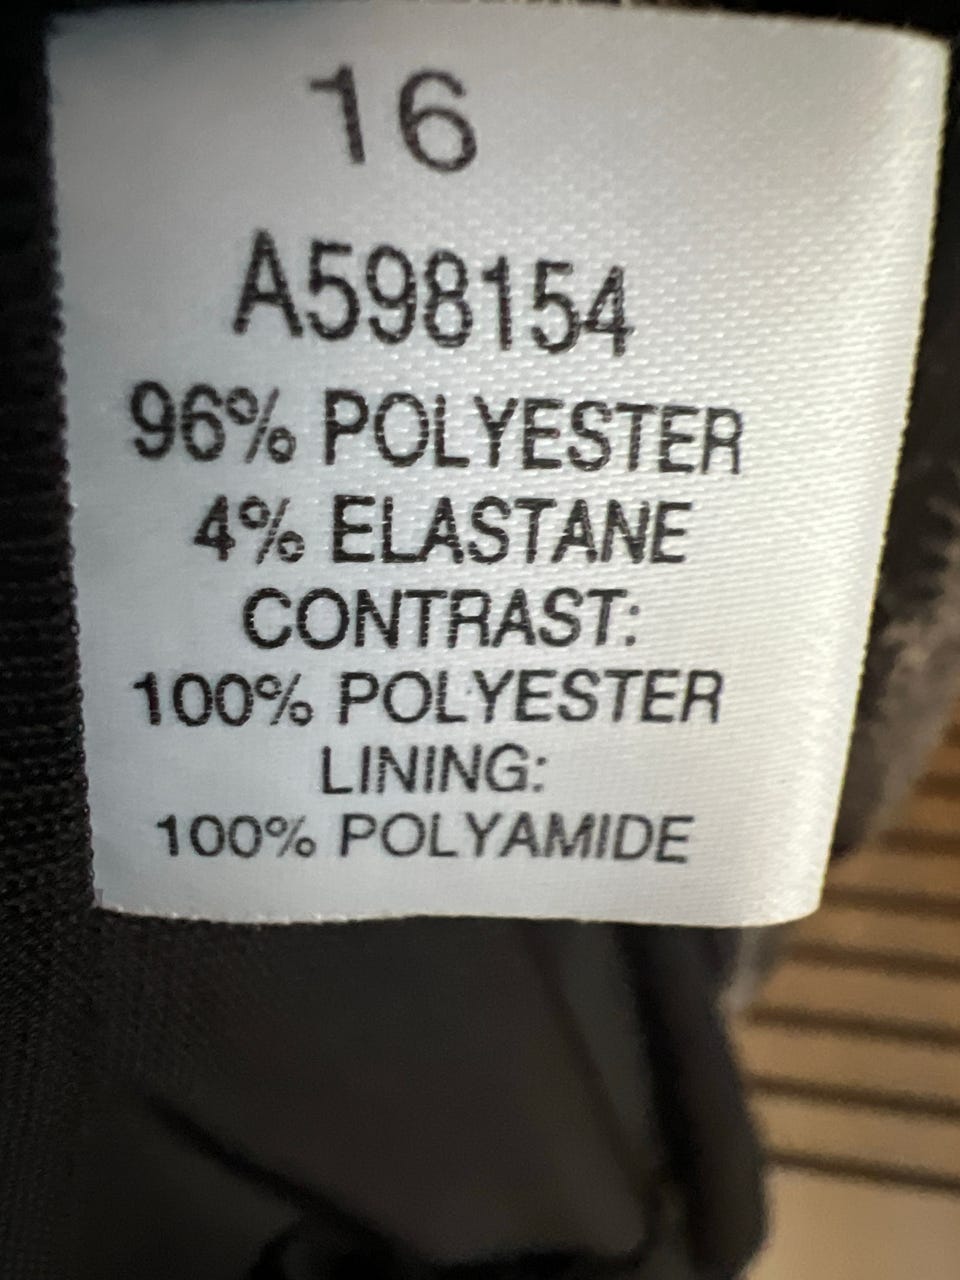 16
A598154
96% POLYESTER
4% ELASTANE
CONTRAST:
100% POLYESTER
LINING:
100% POLYAMIDE